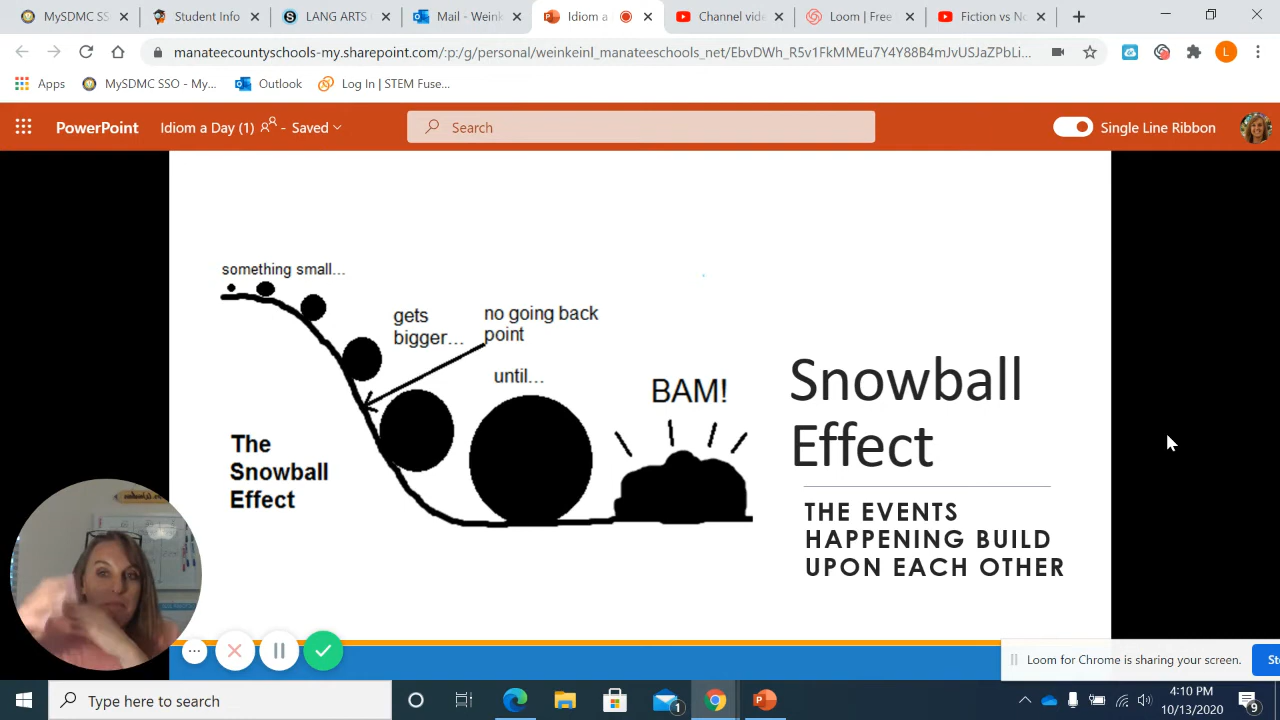 MySDMC SS
Student Info
LANG ARTS
Mail - Weink
Idiom a
Channel vide
Loom | Free
Fiction vs No
manateecountyschools-my.sharepoint.com/:p:/g/personal/weinkeinl_manateeschools_net/EbvDWh_R5v1FkMMEu7Y4Y88B4mJvUSJaZPbLi...
L
Apps
MySDMC SSO - My...
Outlook
Log In | STEM Fuse...
PowerPoint
Idiom a Day (1)
- Saved
Search
Single Line Ribbon
something small...
gets
bigger...
no going back
point
until...
BAM!
The
Snowball
Effect
Snowball
Effect
THE EVENTS
HAPPENING BUILD
UPON EACH OTHER
Loom for Chrome is sharing your screen.
Type here to search
1
4:10 PM
10/13/2020
9